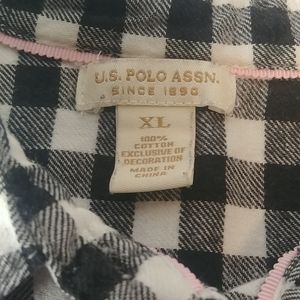 U.S. POLO ASSN.
SINCE 1890
XL
100%
COTTON
EXCLUSIVE OF
DECORATION
MADE IN
CHINA